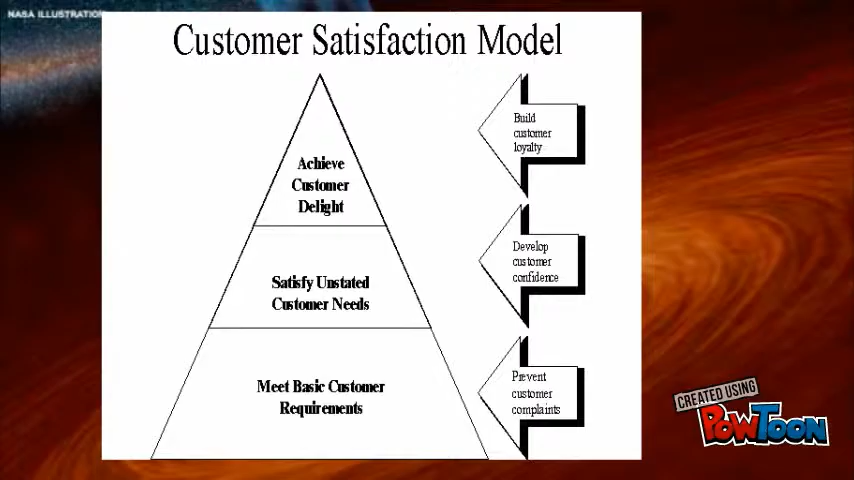 NASA ILLUSTRATION
Customer Satisfaction Model
Achieve
Customer
Delight
Build
customer
loyalty
Satisfy Unstated
Customer Needs
Develop
customer
confidence
Meet Basic Customer
Requirements
Prevent
customer
complaints
CREATED USING
POWTOON